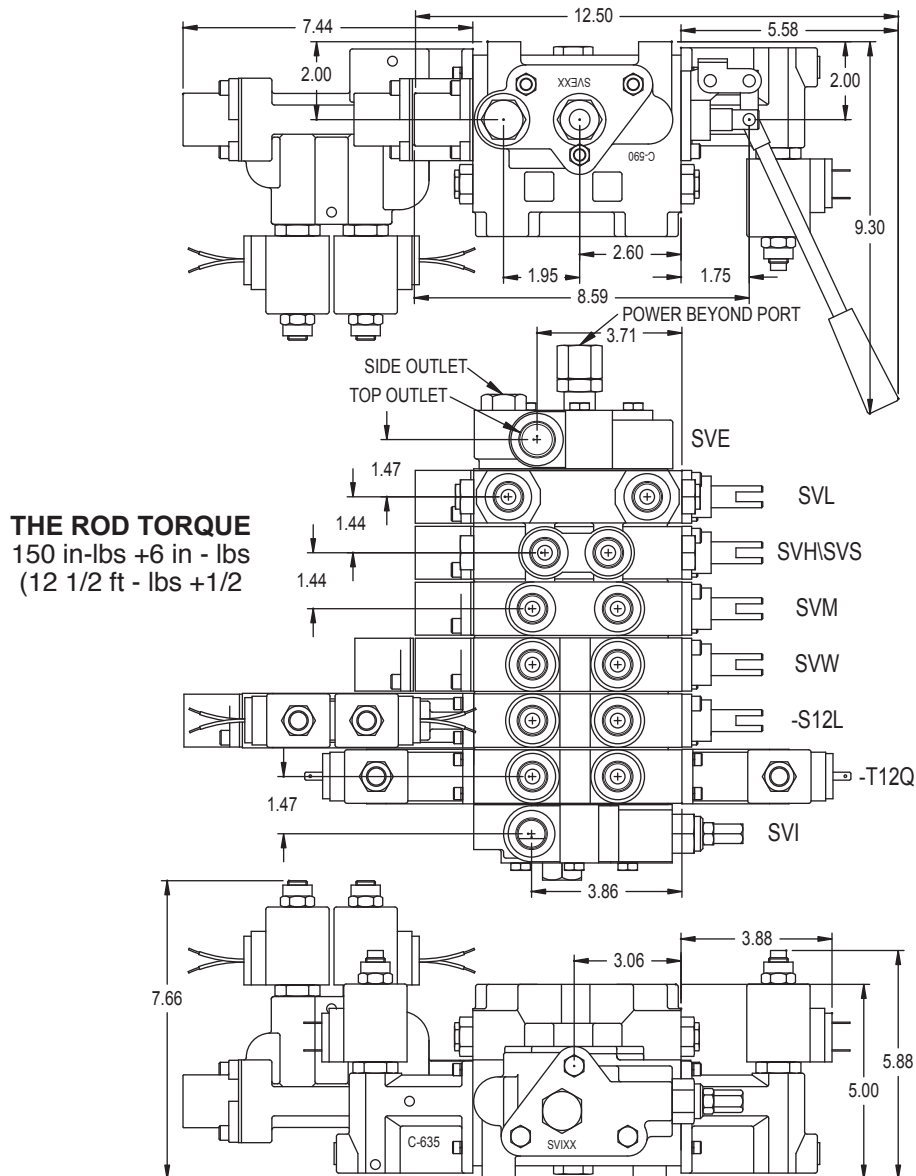 12.50
7.44
5.58
2.00
2.00
SVEXX
C-590
9.30
2.60
1.95
1.75
8.59
POWER BEYOND PORT
3.71
SIDE OUTLET
TOP OUTLET
SVE
1.47
SVL
1.44
THE ROD TORQUE
150 in-lbs +6 in - lbs
(12 1/2 ft - lbs +1/2
SVH\SVS
1.44
SVM
SVW
-S12L
-T12Q
1.47
SVI
3.86
3.88
3.06
7.66
5.88
5.00
C-635
SVIXX